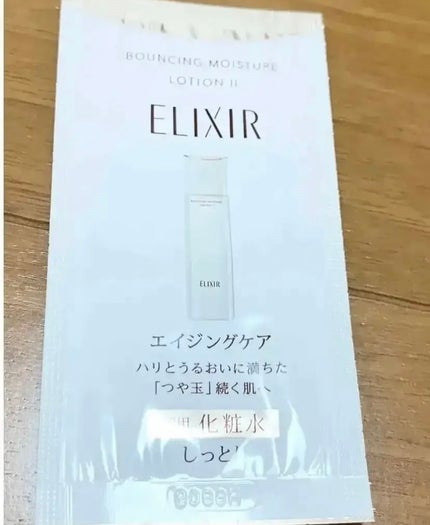 BOUNCING MOISTURE
LOTION II
ELIXIR
ELIXIR
エイジングケア
ハリとうるおいに満ちた
「つや玉」続く肌へ
用 化粧水
しっと